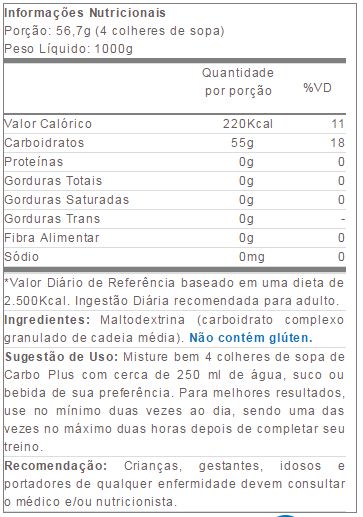 Informações Nutricionais
Porção: 56,7g (4 colheres de sopa)
Peso Líquido: 1000g
Quantidade por porção %VD
Valor Calórico 220Kcal 11
Carboidratos 55g 18
Proteínas 0g 0
Gorduras Totais 0g 0
Gorduras Saturadas 0g 0
Gorduras Trans 0g -
Fibra Alimentar 0g 0
Sódio 0mg 0
*Valor Diário de Referência baseado em uma dieta de
2.500Kcal. Ingestão Diária recomendada para adulto.
Ingredientes: Maltodextrina (carboidrato complexo
granulado de cadeia média). Não contém glúten.
Sugestão de Uso: Misture bem 4 colheres de sopa de
Carbo Plus com cerca de 250 ml de água, suco ou
bebida de sua preferência. Para melhores resultados,
use no mínimo duas vezes ao dia, sendo uma das
vezes no máximo duas horas depois de completar seu
treino.
Recomendação: Crianças, gestantes, idosos e
portadores de qualquer enfermidade devem consultar
o médico e/ou nutricionista.